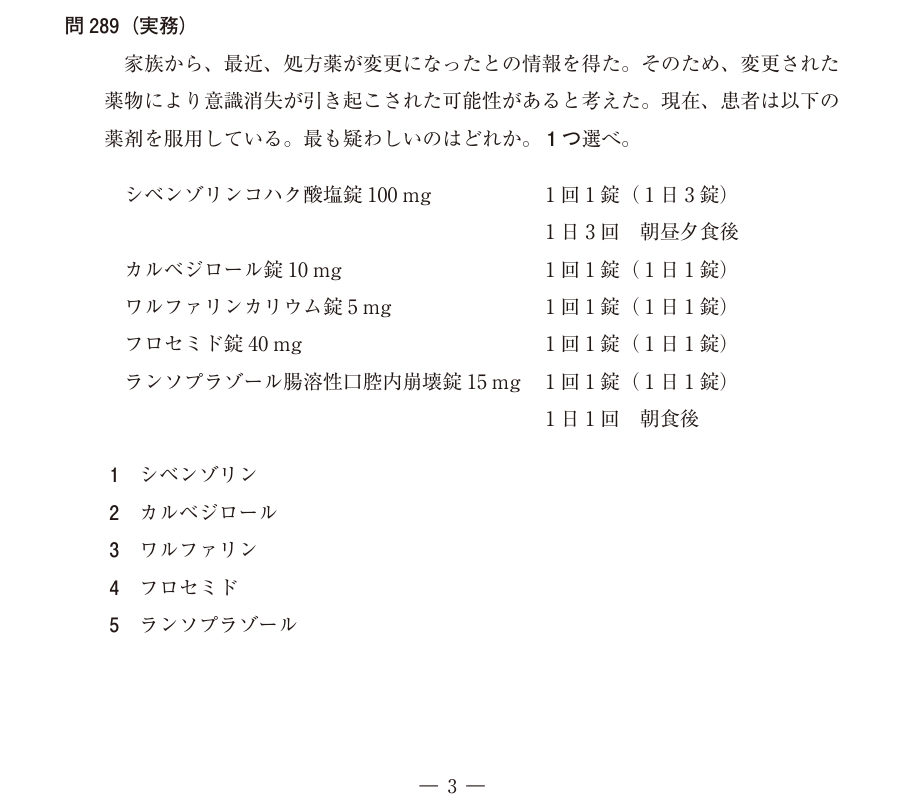 問 289（実務）
家族から、最近、処方薬が変更になったとの情報を得た。そのため、変更された
薬物により意識消失が引き起こされた可能性があると考えた。現在、患者は以下の
薬剤を服用している。最も疑わしいのはどれか。1つ選べ。
シベンゾリンコハク酸塩錠 100 mg 1回1錠（1日3錠）
1日3回 朝昼夕食後
カルベジロール錠 10 mg 1回1錠（1日1錠）
ワルファリンカリウム錠 5 mg 1回1錠（1日1錠）
フロセミド錠 40 mg 1回1錠（1日1錠）
ランソプラゾール腸溶性口腔内崩壊錠 15 mg 1回1錠（1日1錠）
1日1回 朝食後
1 シベンゾリン
2 カルベジロール
3 ワルファリン
4 フロセミド
5 ランソプラゾール
― 3 ―